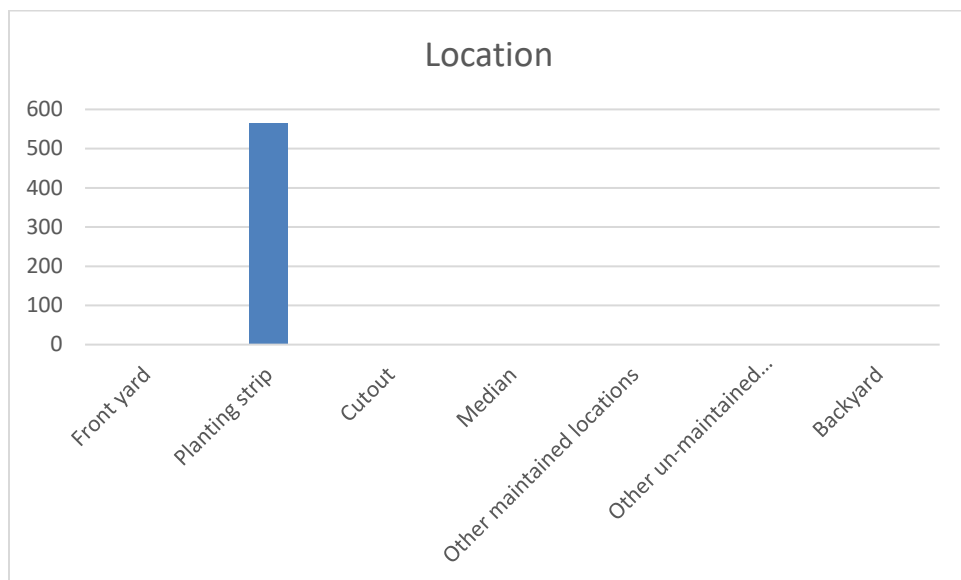 Location
600
500
400
300
200
100
0
Front yard
Planting strip
Cutout
Median
Other maintained locations
Other un-maintained...
Backyard